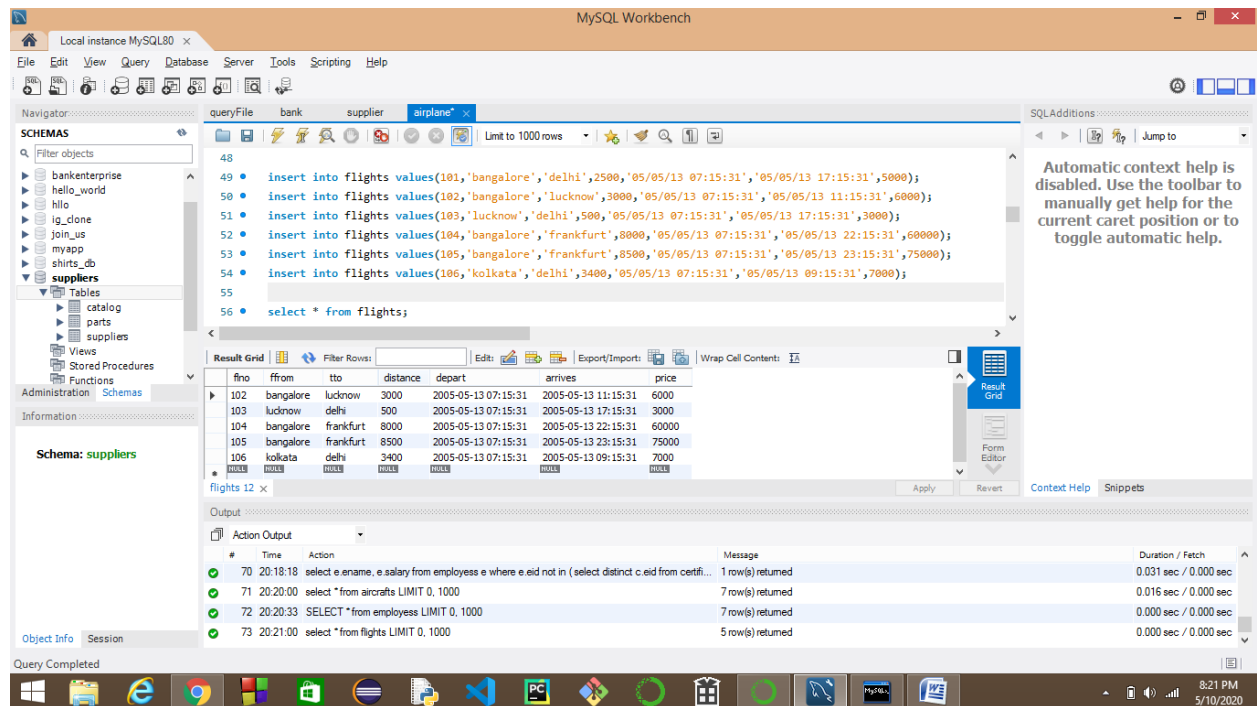 MySQL Workbench
Local instance MySQL80
File Edit View Query Database Server Tools Scripting Help
Navigator
SCHEMAS
Filter objects
bankenterprise
hello_world
hllo
ig_clone
join_us
myapp
shirts_db
suppliers
Tables
catalog
parts
suppliers
Views
Stored Procedures
Functions
Administration Schemas
Information
Schema: suppliers
Object Info Session
queryFile bank supplier airplane*
Limit to 1000 rows
48
49 insert into flights values(101,'bangalore','delhi',2500,'05/05/13 07:15:31','05/05/13 17:15:31',5000);
50 insert into flights values(102,'bangalore','lucknow',3000,'05/05/13 07:15:31','05/05/13 11:15:31',6000);
51 insert into flights values(103,'lucknow','delhi',500,'05/05/13 07:15:31','05/05/13 17:15:31',3000);
52 insert into flights values(104,'bangalore','frankfurt',8000,'05/05/13 07:15:31','05/05/13 22:15:31',60000);
53 insert into flights values(105,'bangalore','frankfurt',8500,'05/05/13 07:15:31','05/05/13 23:15:31',75000);
54 insert into flights values(106,'kolkata','delhi',3400,'05/05/13 07:15:31','05/05/13 09:15:31',7000);
55
56 select * from flights;
Result Grid Filter Rows: Edit: Export/Import: Wrap Cell Content:
flno ffrom tto distance depart arrives price
102 bangalore lucknow 3000 2005-05-13 07:15:31 2005-05-13 11:15:31 6000
103 lucknow delhi 500 2005-05-13 07:15:31 2005-05-13 17:15:31 3000
104 bangalore frankfurt 8000 2005-05-13 07:15:31 2005-05-13 22:15:31 60000
105 bangalore frankfurt 8500 2005-05-13 07:15:31 2005-05-13 23:15:31 75000
106 kolkata delhi 3400 2005-05-13 07:15:31 2005-05-13 09:15:31 7000
NULL NULL NULL NULL NULL NULL NULL
Result Grid
Form Editor
flights 12 Apply Revert
SQLAdditions
Jump to
Automatic context help is
disabled. Use the toolbar to
manually get help for the
current caret position or to
toggle automatic help.
Context Help Snippets
Output
Action Output
# Time Action Message Duration / Fetch
70 20:18:18 select e.ename, e.salary from employess e where e.eid not in ( select distinct c.eid from certifi... 1 row(s) returned 0.031 sec / 0.000 sec
71 20:20:00 select * from aircrafts LIMIT 0, 1000 7 row(s) returned 0.016 sec / 0.000 sec
72 20:20:33 SELECT * from employess LIMIT 0, 1000 7 row(s) returned 0.000 sec / 0.000 sec
73 20:21:00 select * from flights LIMIT 0, 1000 5 row(s) returned 0.000 sec / 0.000 sec
Query Completed
8:21 PM
5/10/2020